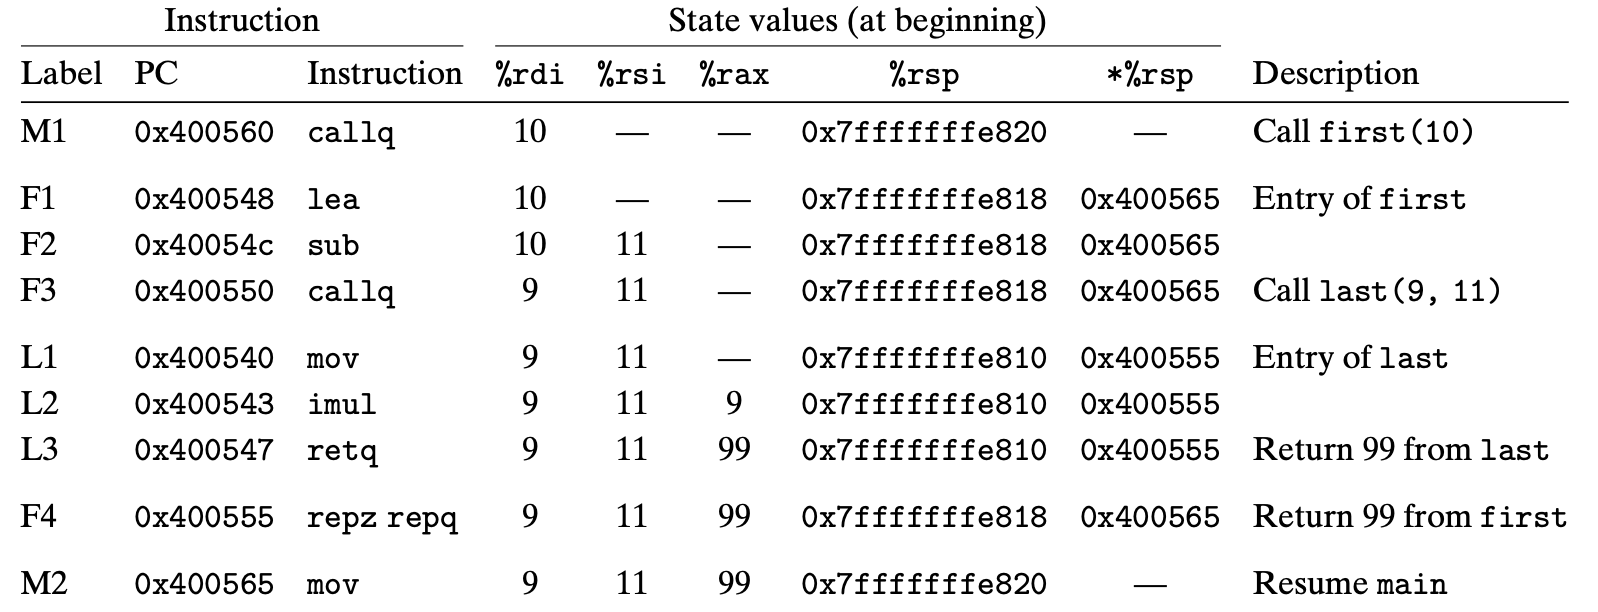 Instruction State values (at beginning)
Label PC Instruction %rdi %rsi %rax %rsp *%rsp Description
M1 0x400560 callq 10 — — 0x7fffffffe820 — Call first(10)
F1 0x400548 lea 10 — — 0x7fffffffe818 0x400565 Entry of first
F2 0x40054c sub 10 11 — 0x7fffffffe818 0x400565
F3 0x400550 callq 9 11 — 0x7fffffffe818 0x400565 Call last(9, 11)
L1 0x400540 mov 9 11 — 0x7fffffffe810 0x400555 Entry of last
L2 0x400543 imul 9 11 9 0x7fffffffe810 0x400555
L3 0x400547 retq 9 11 99 0x7fffffffe810 0x400555 Return 99 from last
F4 0x400555 repz repq 9 11 99 0x7fffffffe818 0x400565 Return 99 from first
M2 0x400565 mov 9 11 99 0x7fffffffe820 — Resume main